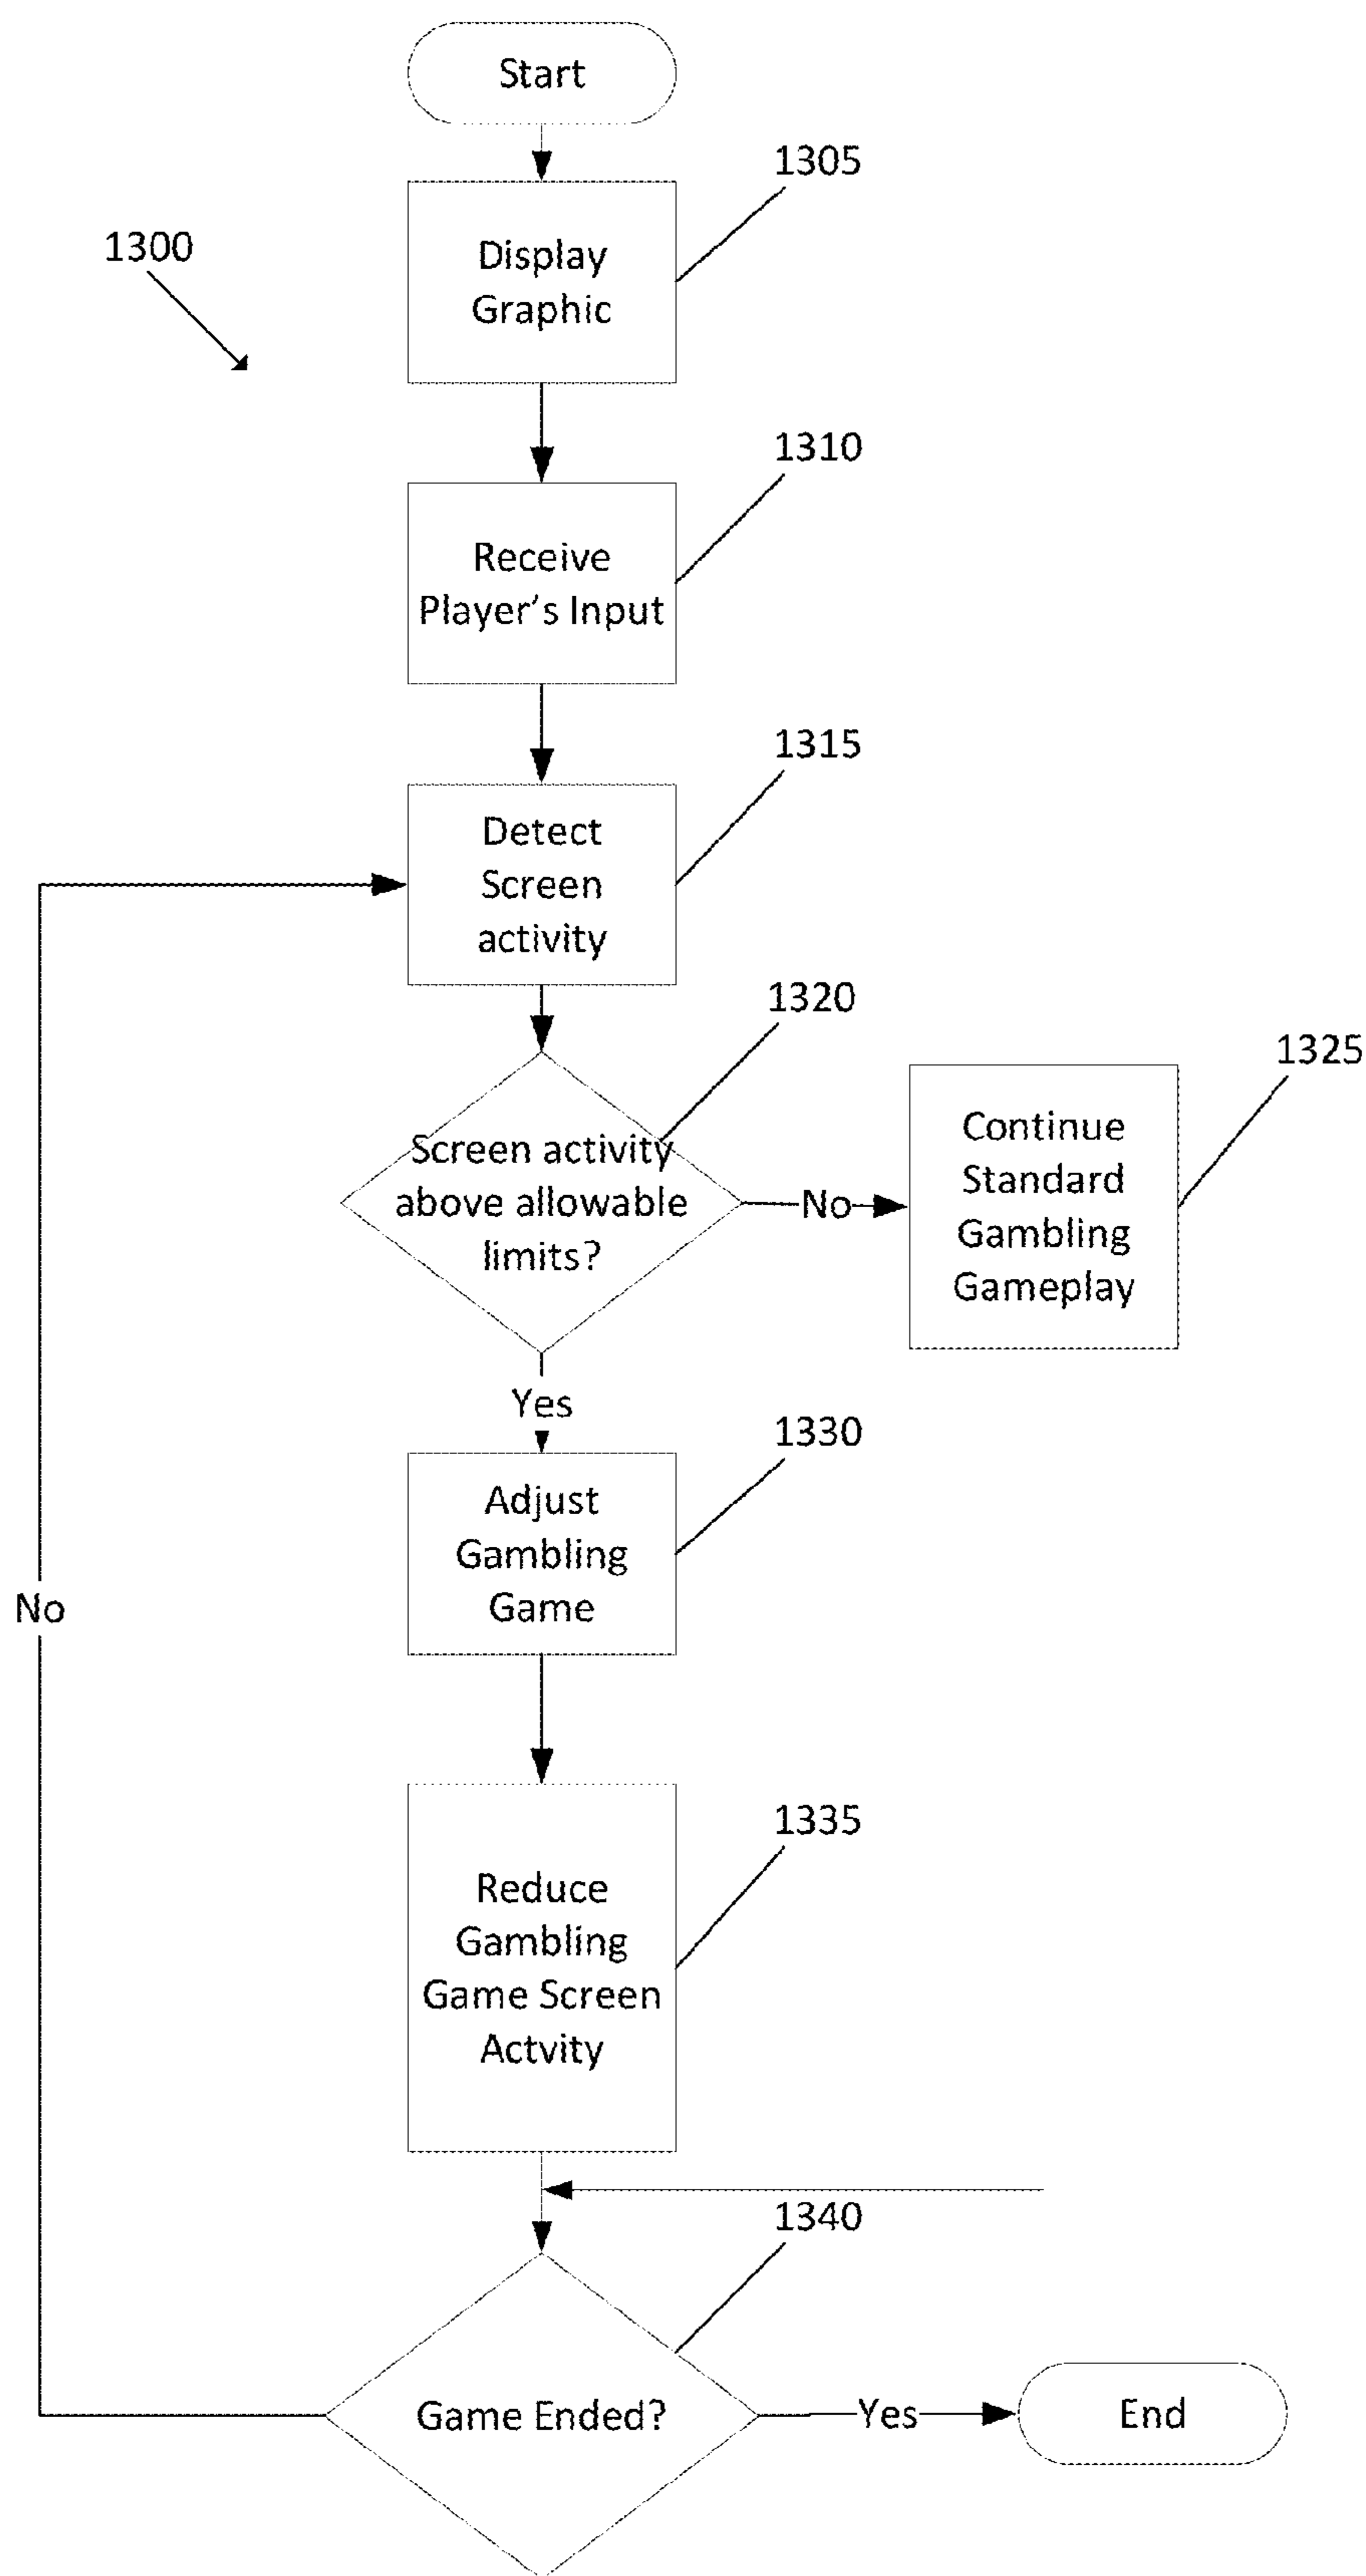 Start
1305
1300
Display
Graphic
1310
Receive
Player's Input
1315
Detect
Screen
activity
1320
1325
Screen activity
above allowable
limits?
No
Continue
Standard
Gambling
Gameplay
Yes
1330
Adjust
Gambling
Game
No
1335
Reduce
Gambling
Game Screen
Actvity
1340
Game Ended?
Yes
End